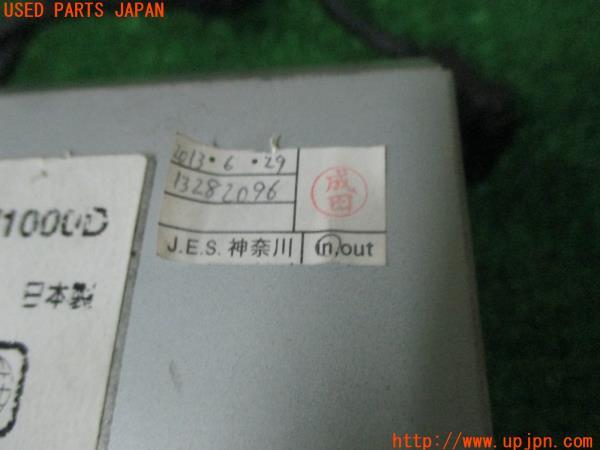 USED PARTS JAPAN
2013・6・29
13282096
成田
J.E.S. 神奈川
in,out
1000D
日本製
http://www.upjpn.com/